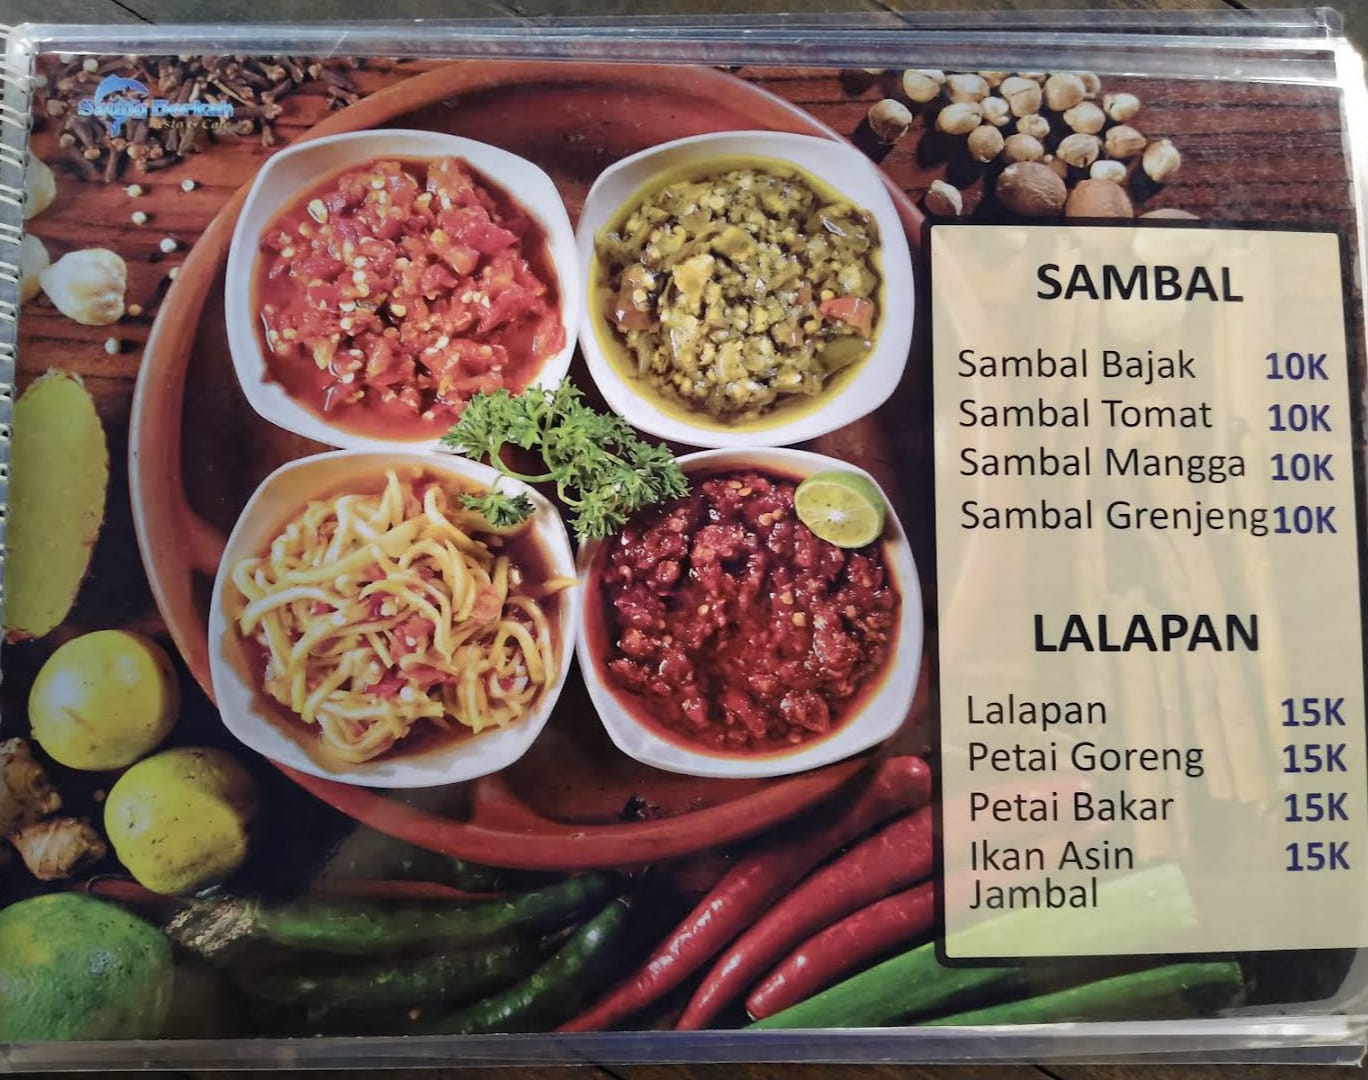 Berkah
SAMBAL
Sambal Bajak 10K
Sambal Tomat 10K
Sambal Mangga 10K
Sambal Grenjeng 10K
LALAPAN
Lalapan 15K
Petai Goreng 15K
Petai Bakar 15K
Ikan Asin 15K
Jambal